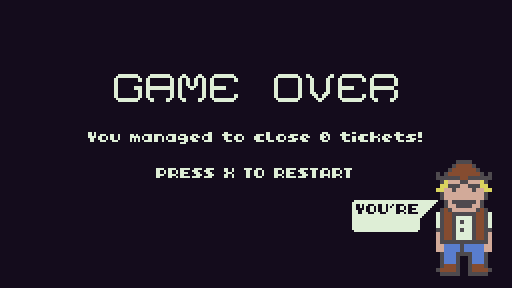 GAME OVER
You managed to close 0 tickets!
PRESS X TO RESTART
YOU'RE